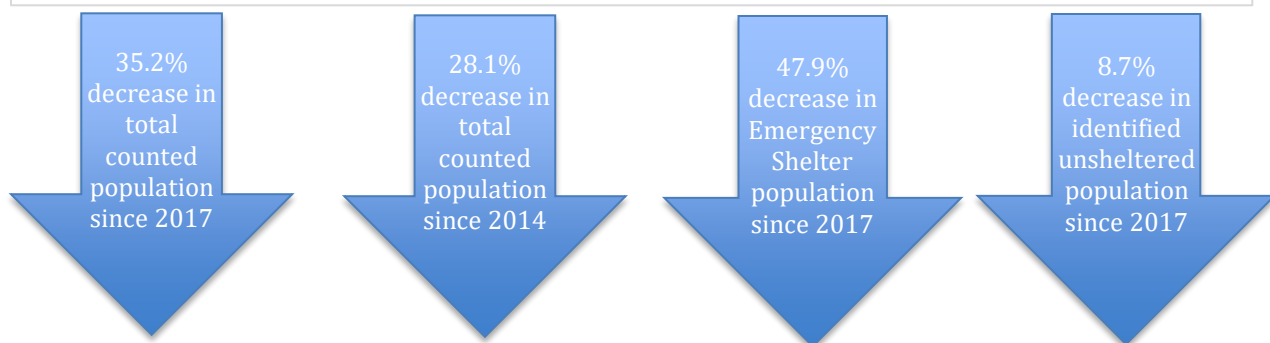 35.2%
decrease in
total
counted
population
since 2017
28.1%
decrease in
total
counted
population
since 2014
47.9%
decrease in
Emergency
Shelter
population
since 2017
8.7%
decrease in
identified
unsheltered
population
since 2017